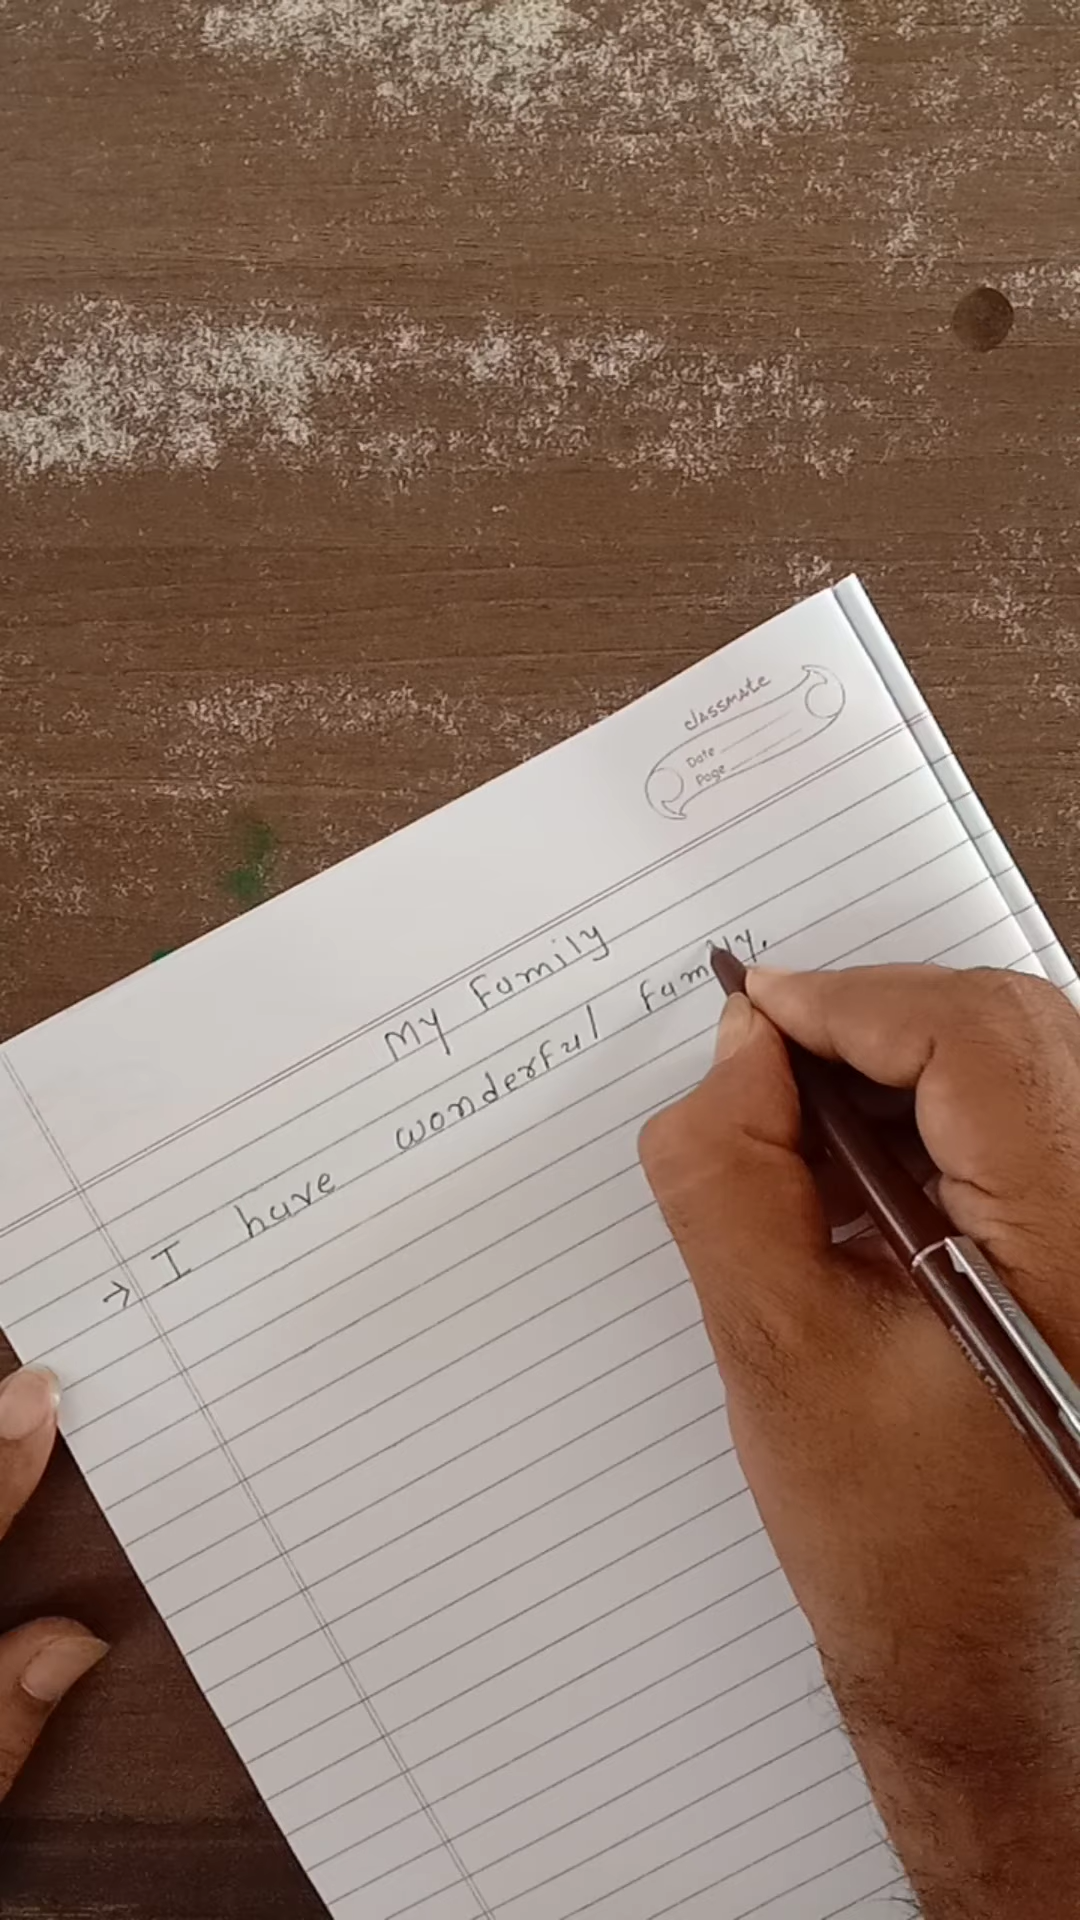 classmate
Date
Page
My Family
→ I have wonderful family.